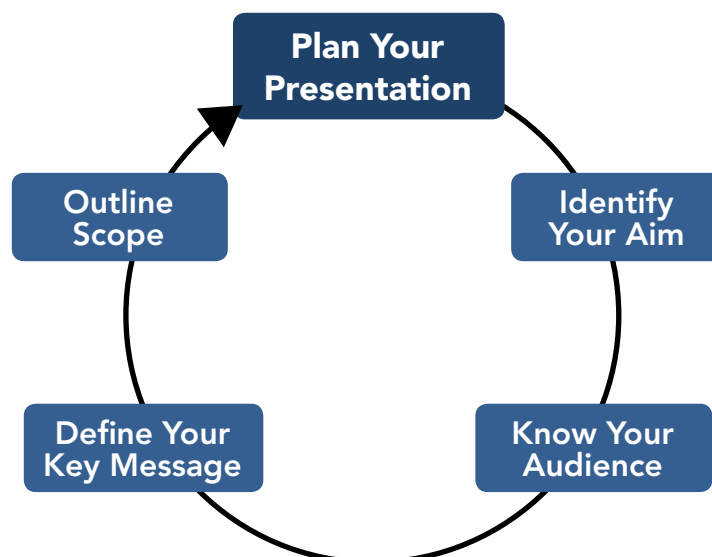 Plan Your
Presentation
Identify
Your Aim
Know Your
Audience
Define Your
Key Message
Outline
Scope